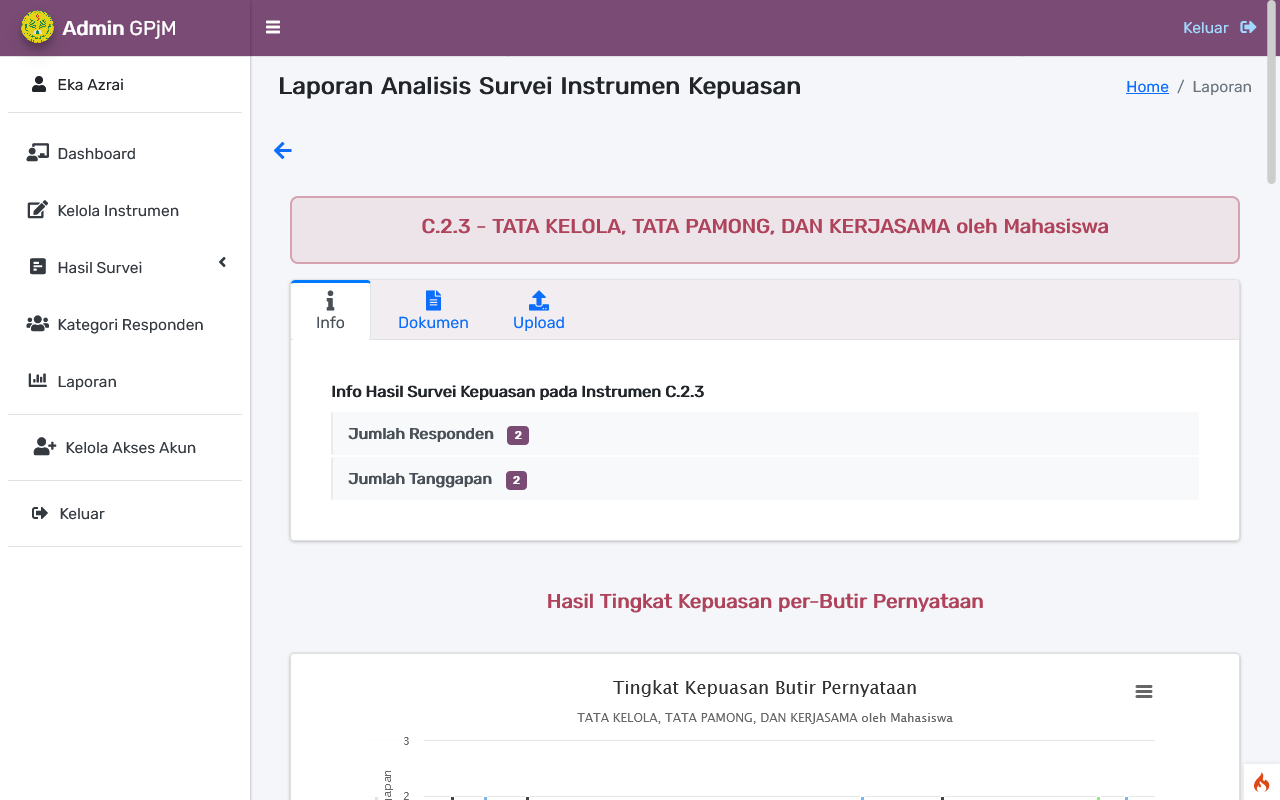 Admin GPjM
Keluar
Eka Azrai
Dashboard
Kelola Instrumen
Hasil Survei
Kategori Responden
Laporan
Kelola Akses Akun
Keluar
Laporan Analisis Survei Instrumen Kepuasan
Home / Laporan
C.2.3 - TATA KELOLA, TATA PAMONG, DAN KERJASAMA oleh Mahasiswa
Info
Dokumen
Upload
Info Hasil Survei Kepuasan pada Instrumen C.2.3
Jumlah Responden 2
Jumlah Tanggapan 2
Hasil Tingkat Kepuasan per-Butir Pernyataan
Tingkat Kepuasan Butir Pernyataan
TATA KELOLA, TATA PAMONG, DAN KERJASAMA oleh Mahasiswa
3
2